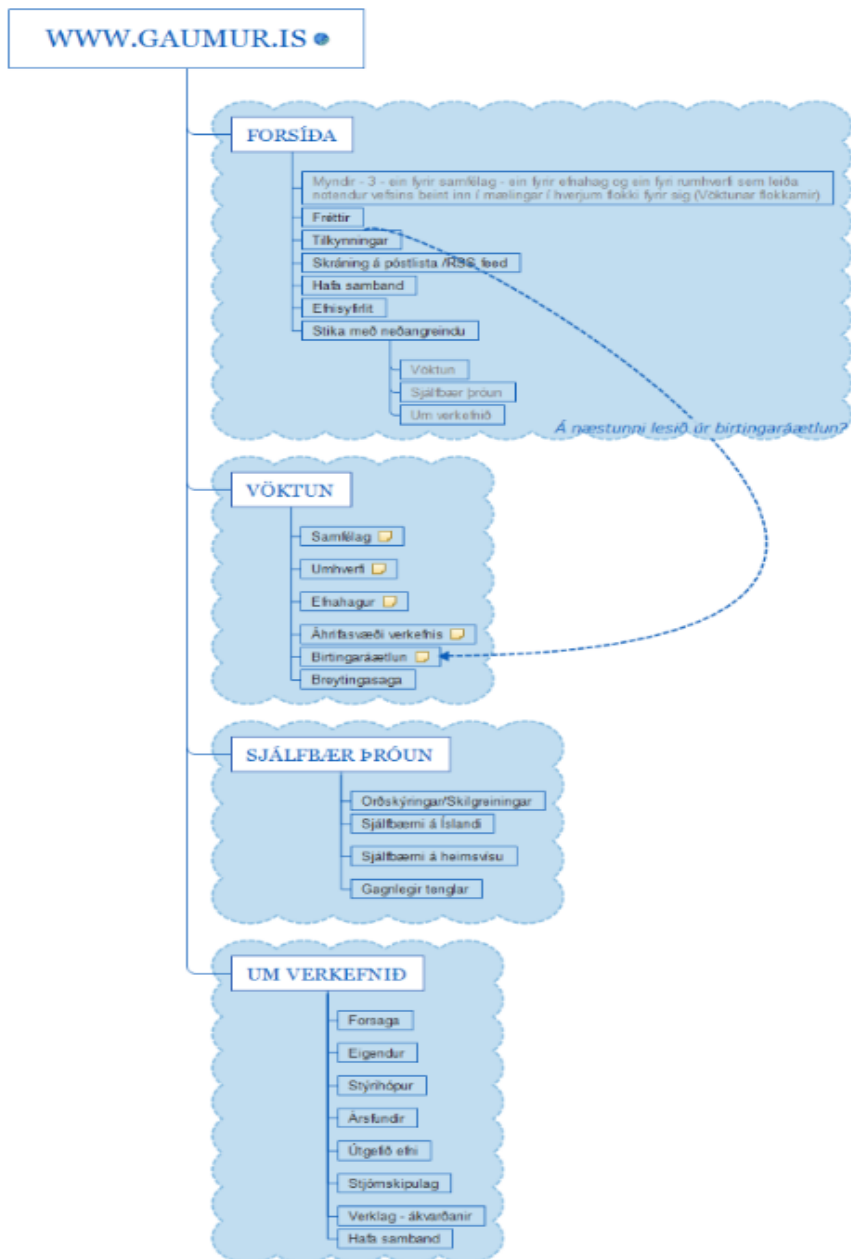 WWW.GAUMUR.IS
FORSÍÐA
Myndir - 3 - ein fyrir samfélag - ein fyrir efnahag og ein fyri rumhverfi sem leiða
notendur vefsins beint inn í mælingar í hverjum flokki fyrir sig (Vöktunar flokkarnir)
Fréttir
Tilkynningar
Skráning á póstlista /RSS feed
Hafa samband
Efnisyfirlit
Stika með neðangreindu
Vöktun
Sjálfbær þróun
Um verkefnið
Á næstunni lesið úr birtingaráætlun?
VÖKTUN
Samfélag
Umhverfi
Efnahagur
Áhrifasvæði verkefnis
Birtingaráætlun
Breytingasaga
SJÁLFBÆR ÞRÓUN
Orðskýringar/Skilgreiningar
Sjálfbærni á Íslandi
Sjálfbærni á heimsvísu
Gagnlegir tenglar
UM VERKEFNIÐ
Forsaga
Eigendur
Stýrihópur
Ársfundir
Útgefið efni
Stjórnskipulag
Verklag - ákvarðanir
Hafa samband